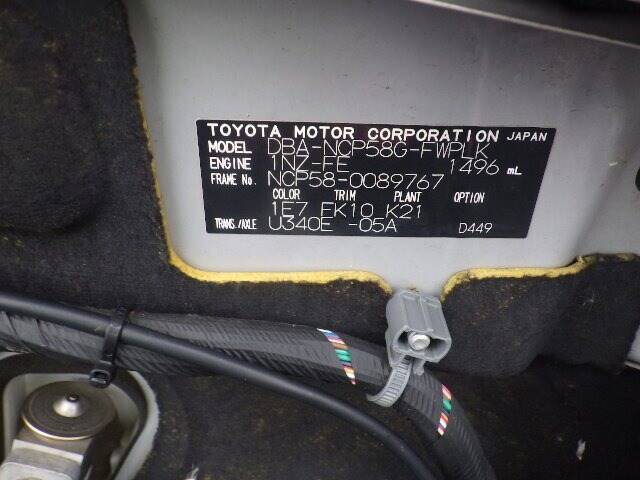 TOYOTA MOTOR CORPORATION JAPAN
MODEL DBA-NCP58G-FWPLK
ENGINE 1NZ-FE 1496 mL
FRAME No. NCP58-0089767
COLOR TRIM PLANT OPTION
1E7 FK10 K21
TRANS./AXLE U340E -05A D449